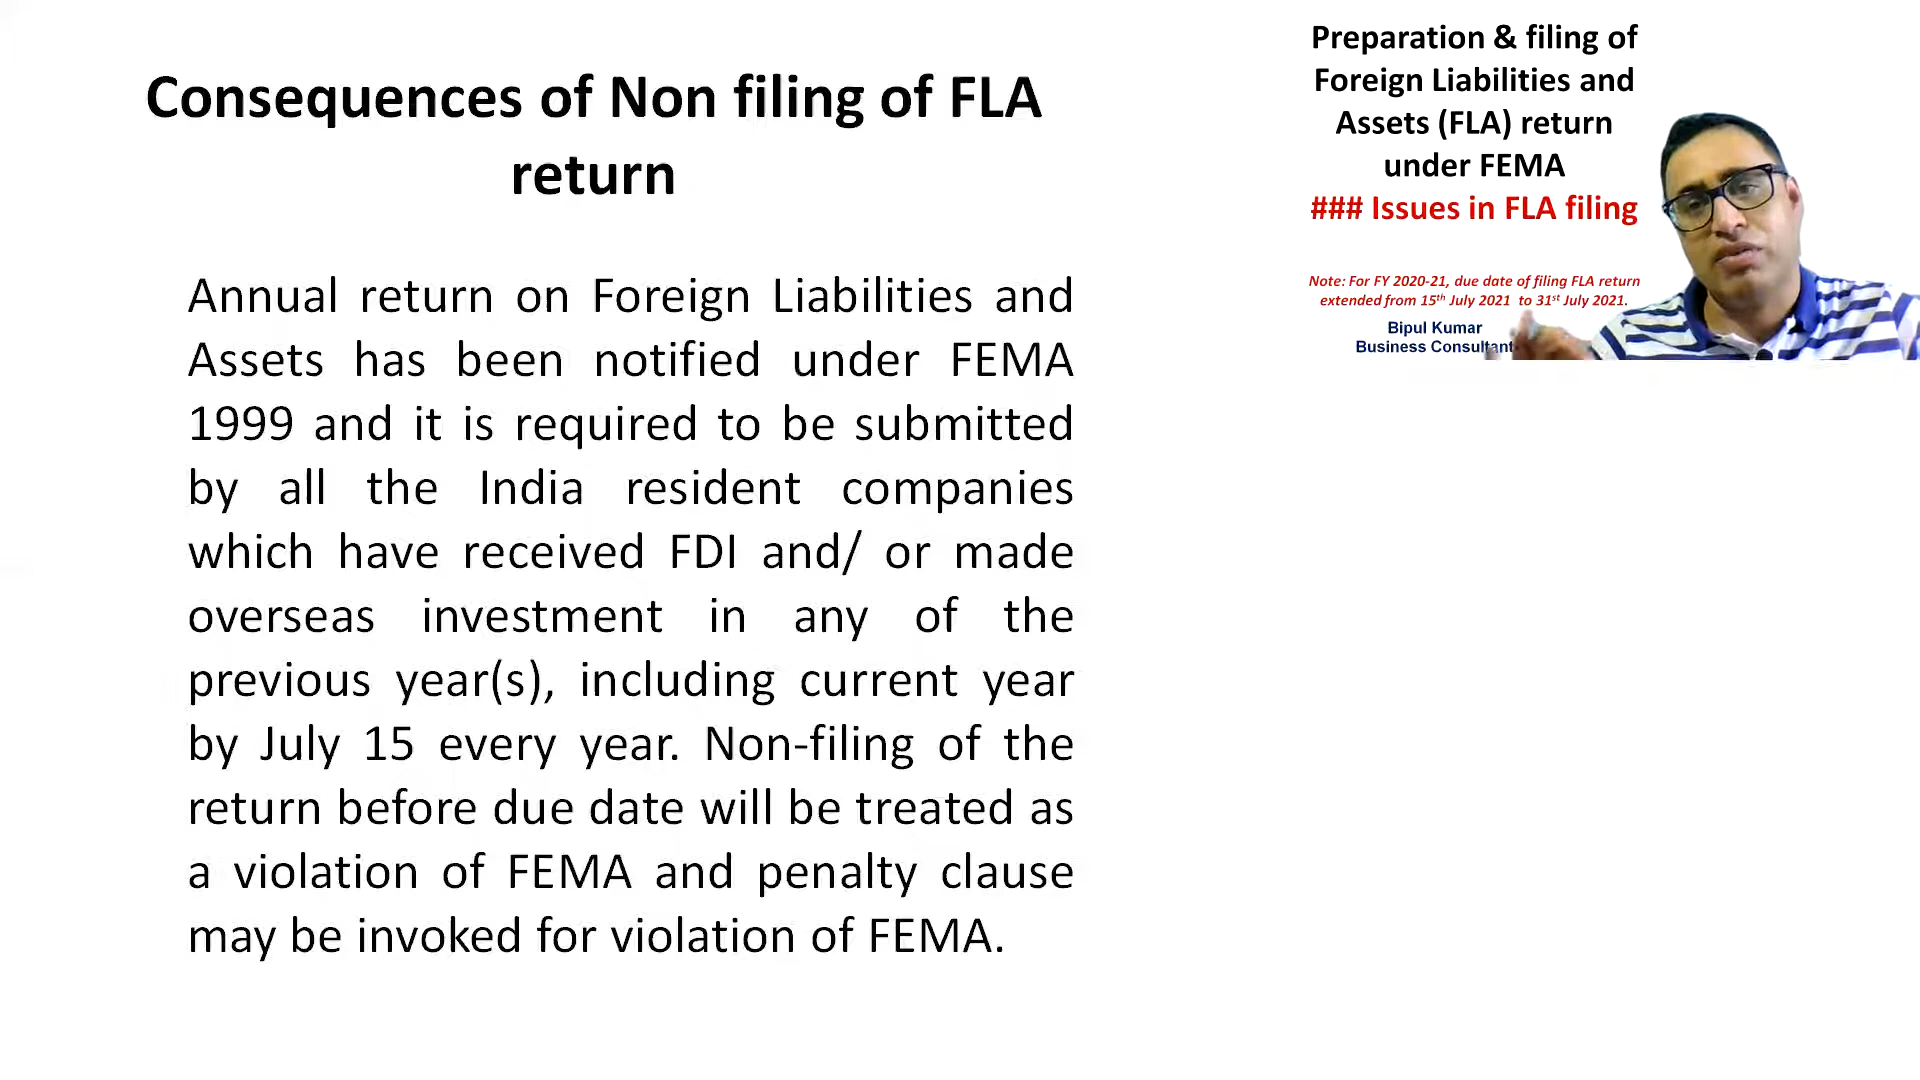 Consequences of Non filing of FLA
return
Annual return on Foreign Liabilities and
Assets has been notified under FEMA
1999 and it is required to be submitted
by all the India resident companies
which have received FDI and/ or made
overseas investment in any of the
previous year(s), including current year
by July 15 every year. Non-filing of the
return before due date will be treated as
a violation of FEMA and penalty clause
may be invoked for violation of FEMA.
Preparation & filing of
Foreign Liabilities and
Assets (FLA) return
under FEMA
### Issues in FLA filing
Note: For FY 2020-21, due date of filing FLA return
extended from 15th July 2021 to 31st July 2021.
Bipul Kumar
Business Consultant